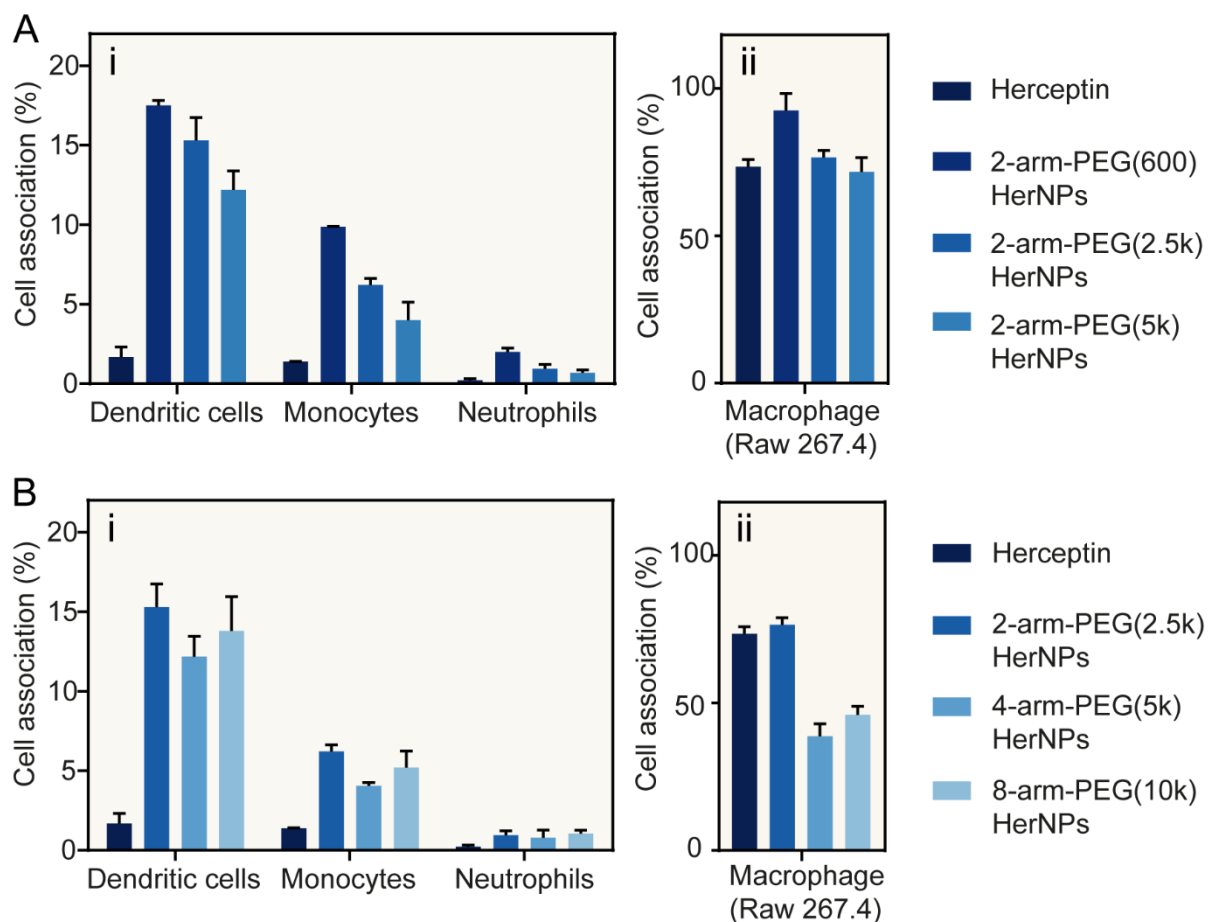 A
i
Cell association (%)
20
15
10
5
0
Dendritic cells
Monocytes
Neutrophils
ii
Cell association (%)
100
50
0
Macrophage
(Raw 267.4)
Herceptin
2-arm-PEG(600)
HerNPs
2-arm-PEG(2.5k)
HerNPs
2-arm-PEG(5k)
HerNPs
B
i
Cell association (%)
20
15
10
5
0
Dendritic cells
Monocytes
Neutrophils
ii
Cell association (%)
100
50
0
Macrophage
(Raw 267.4)
Herceptin
2-arm-PEG(2.5k)
HerNPs
4-arm-PEG(5k)
HerNPs
8-arm-PEG(10k)
HerNPs